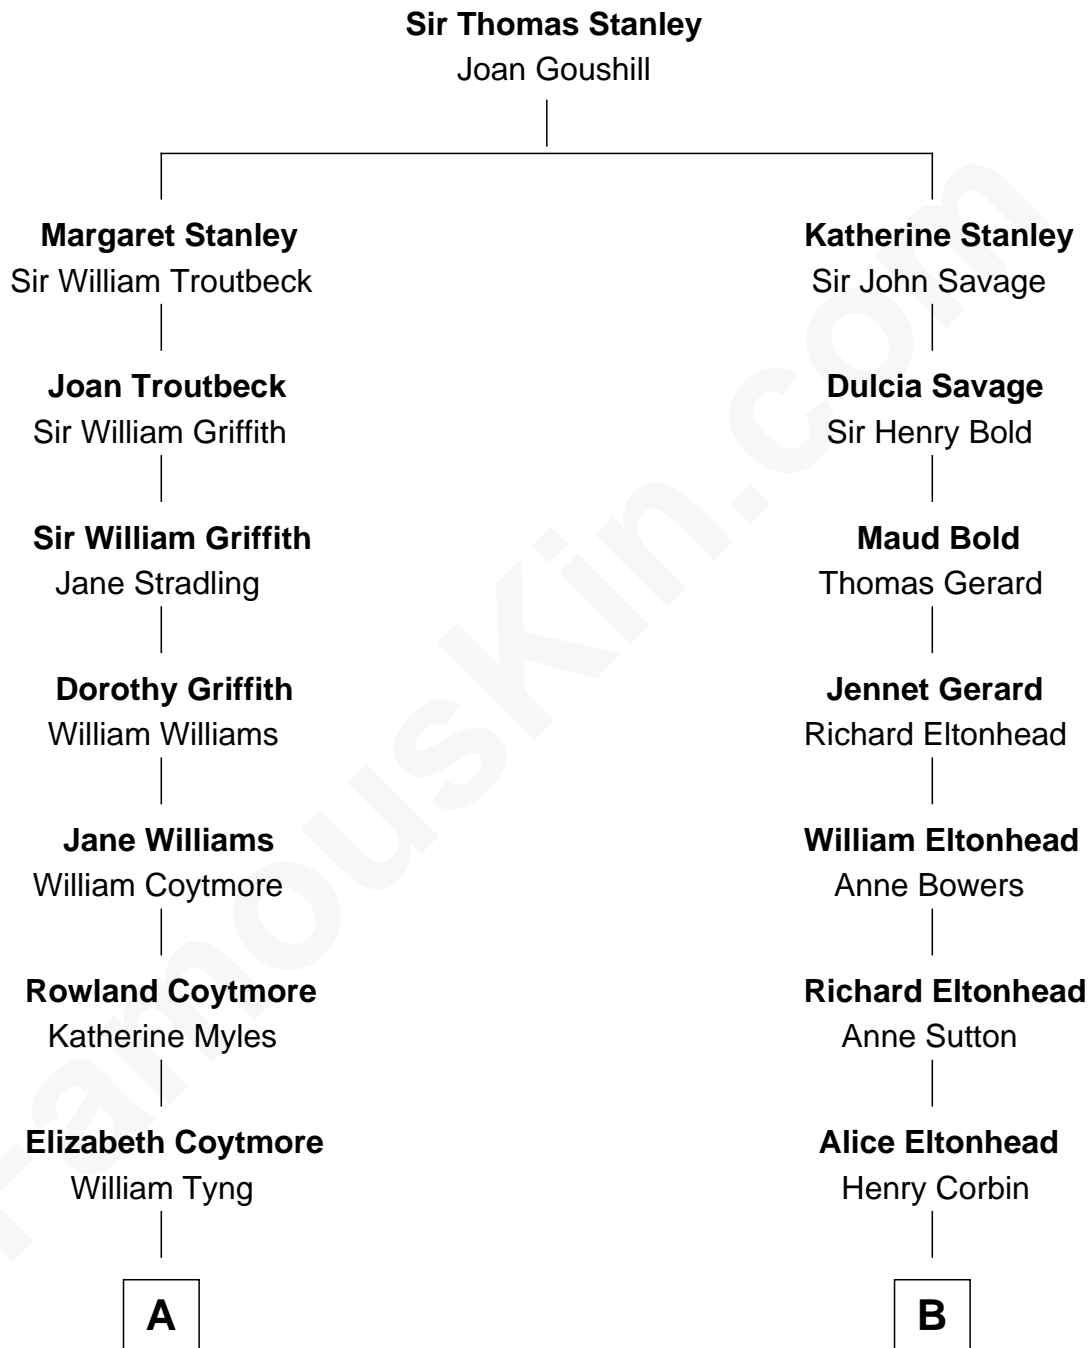 Sir Thomas Stanley
Joan Goushill
Margaret Stanley
Sir William Troutbeck
Katherine Stanley
Sir John Savage
Joan Troutbeck
Sir William Griffith
Dulcia Savage
Sir Henry Bold
Sir William Griffith
Jane Stradling
Maud Bold
Thomas Gerard
Dorothy Griffith
William Williams
Jennet Gerard
Richard Eltonhead
Jane Williams
William Coytmore
William Eltonhead
Anne Bowers
Rowland Coytmore
Katherine Myles
Richard Eltonhead
Anne Sutton
Elizabeth Coytmore
William Tyng
Alice Eltonhead
Henry Corbin
A
B
FamousKin.com